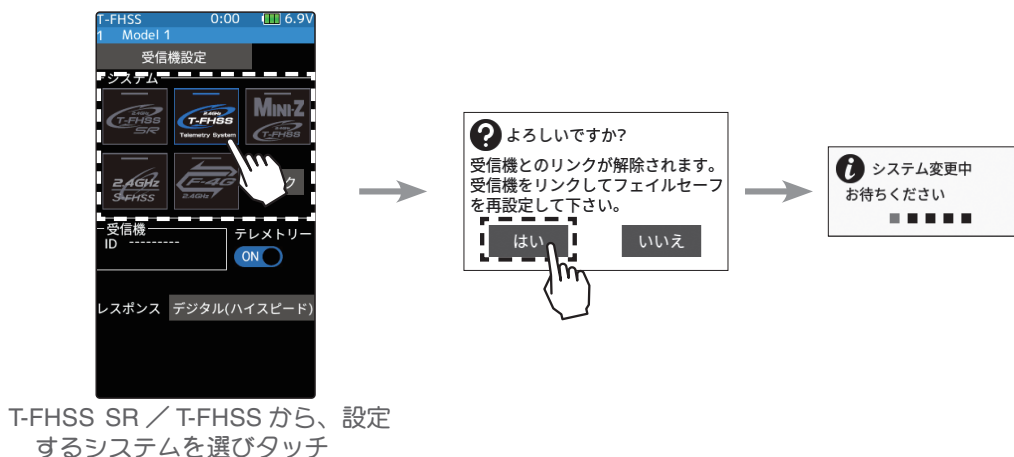 T-FHSS 0:00 6.9V
1 Model 1
受信機設定
システム
2.4GHz
T-FHSS
SR
2.4GHz
T-FHSS
Telemetry System
MINI-Z
T-FHSS
2.4GHz
S-FHSS
F-4G
2.4GHz
ク
受信機
ID ---------
テレメトリー
ON
レスポンス デジタル(ハイスピード)
T-FHSS SR ／ T-FHSS から、設定
するシステムを選びタッチ
? よろしいですか?
受信機とのリンクが解除されます。
受信機をリンクしてフェイルセーフ
を再設定して下さい。
はい いいえ
i システム変更中
お待ちください